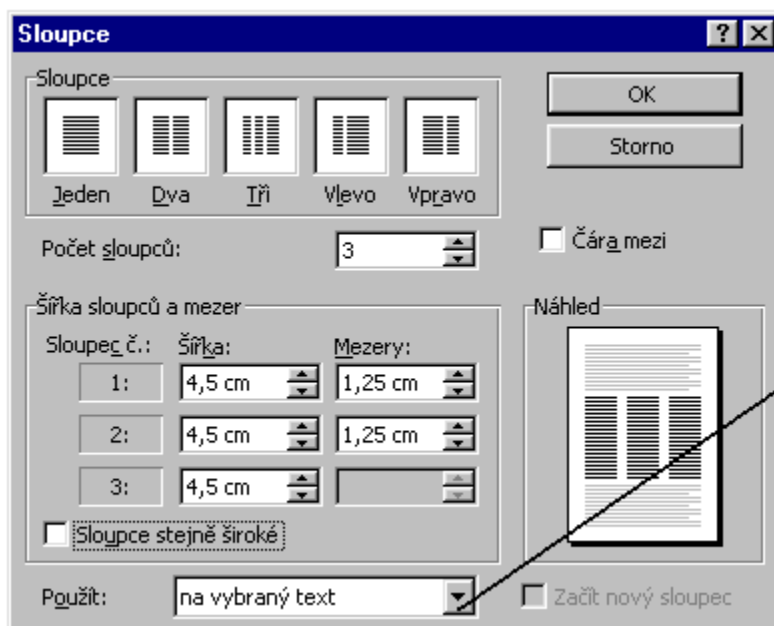 Sloupce
Sloupce
OK
Storno
Jeden Dva Tři Vlevo Vpravo
Počet sloupců: 3
Čára mezi
Šířka sloupců a mezer
Náhled
Sloupec č.: Šířka: Mezery:
1: 4,5 cm 1,25 cm
2: 4,5 cm 1,25 cm
3: 4,5 cm
Sloupce stejně široké
Použít: na vybraný text
Začít nový sloupec